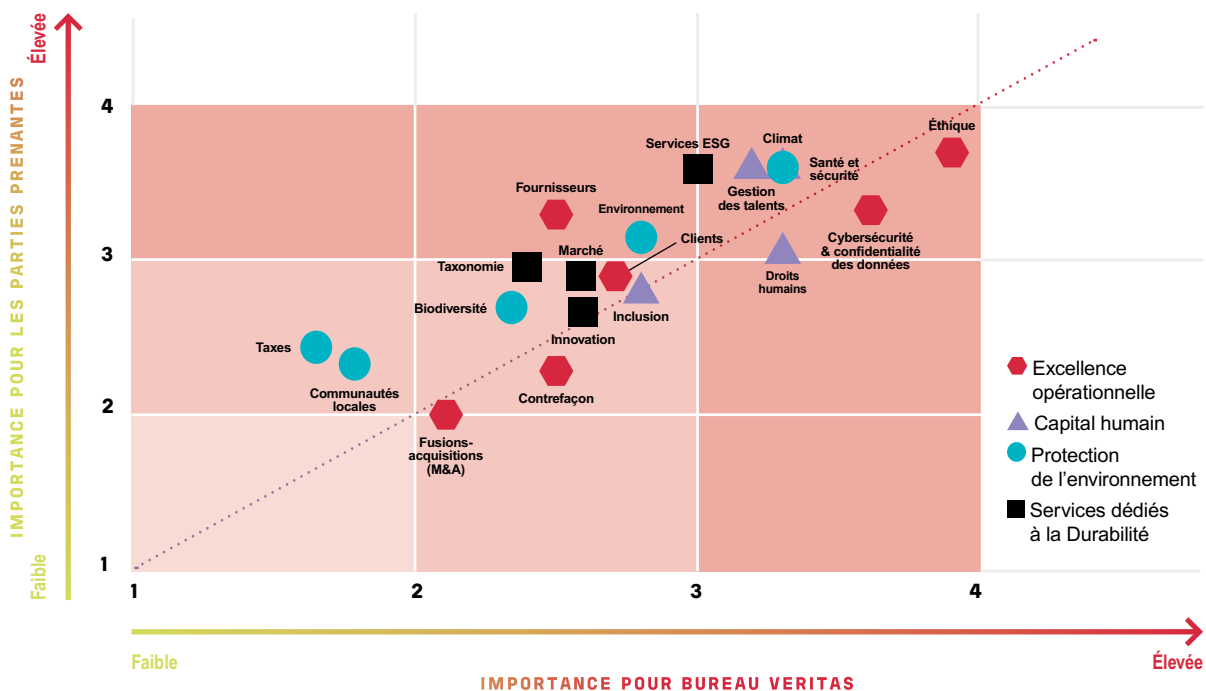 Élevée
IMPORTANCE POUR LES PARTIES PRENANTES
Faible
4
3
2
1
Éthique
Climat
Services ESG
Santé et
sécurité
Gestion
des talents
Fournisseurs
Environnement
Clients
Cybersécurité
& confidentialité
des données
Marché
Taxonomie
Droits
humains
Biodiversité
Inclusion
Innovation
Taxes
Communautés
locales
Contrefaçon
Fusions-
acquisitions
(M&A)
Excellence
opérationnelle
Capital humain
Protection
de l’environnement
Services dédiés
à la Durabilité
1
2
3
4
Faible
Élevée
IMPORTANCE POUR BUREAU VERITAS